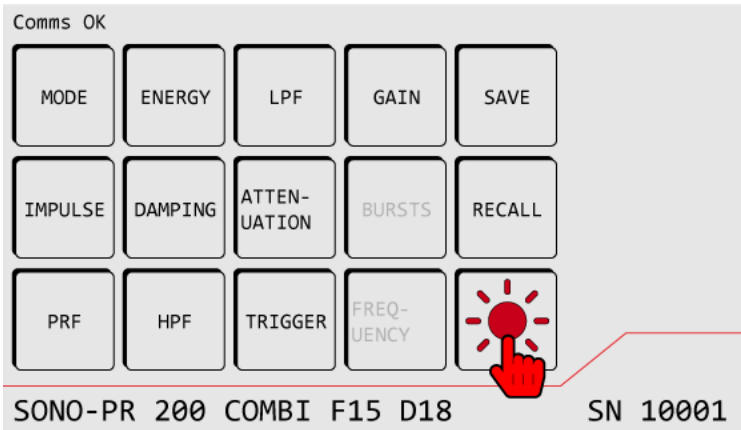 Comms OK
MODE
ENERGY
LPF
GAIN
SAVE
IMPULSE
DAMPING
ATTEN-
UATION
BURSTS
RECALL
PRF
HPF
TRIGGER
FREQ-
UENCY
SONO-PR 200 COMBI F15 D18
SN 10001